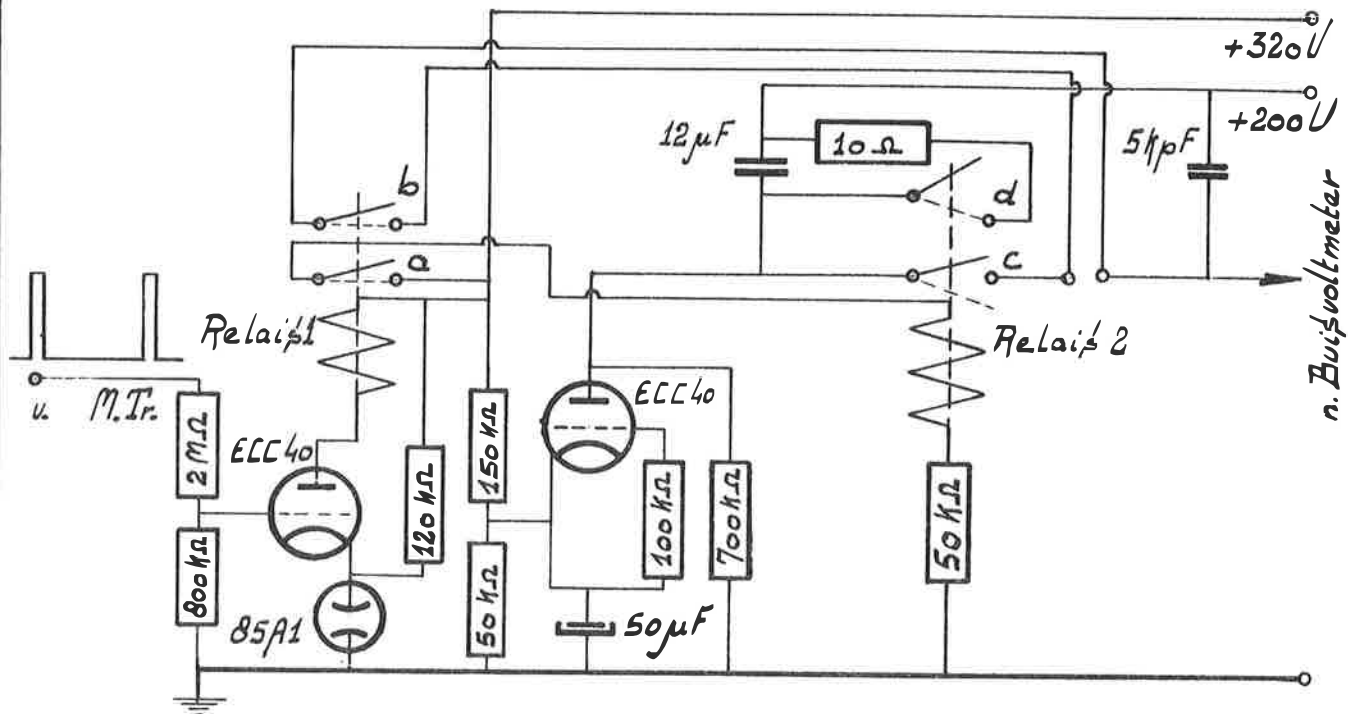 +320V
+200V
12μF
10Ω
5kpF
b
d
a
c
Relais 1
Relais 2
n. Buisvoltmeter
v. M.Tr.
2MΩ
ECC40
ECC40
120kΩ
150kΩ
100kΩ
700kΩ
50kΩ
800kΩ
85A1
50kΩ
50μF